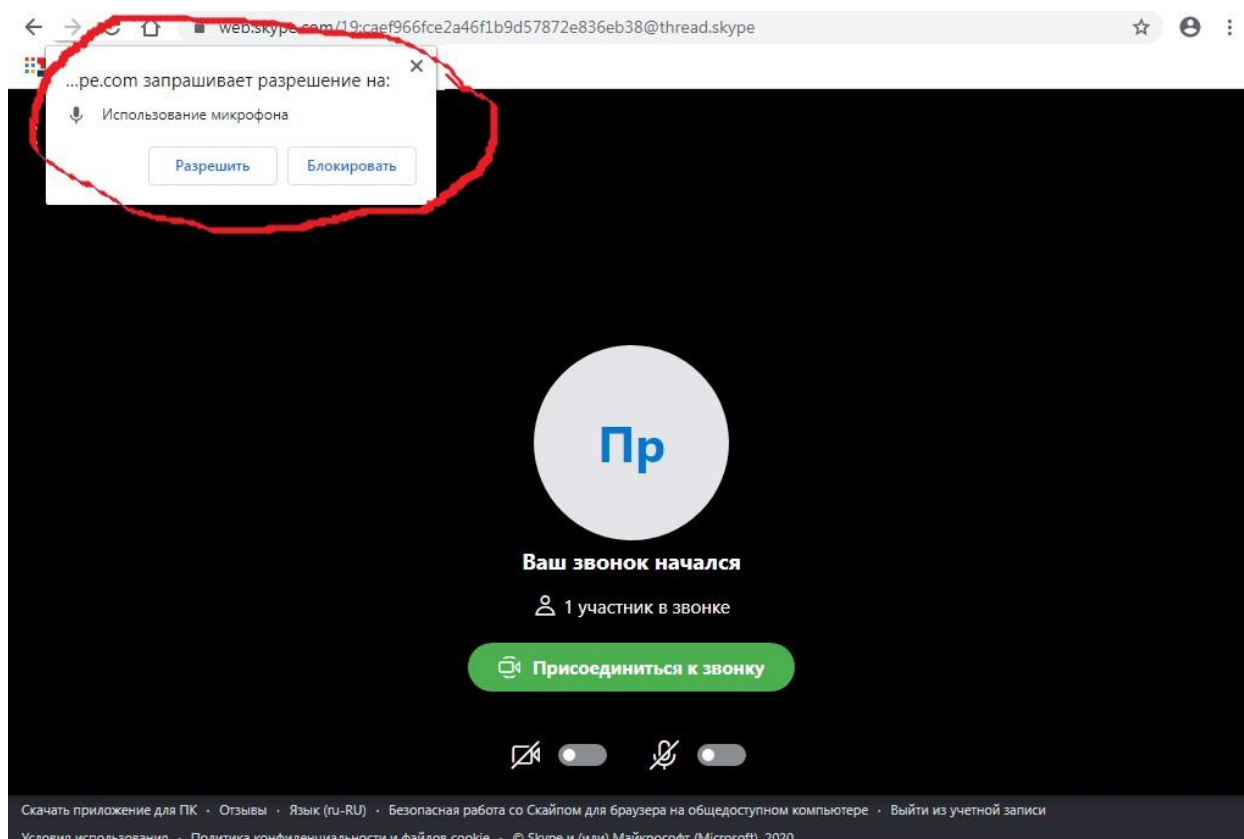 web.skype.com/19:caef966fce2a46f1b9d57872e836eb38@thread.skype
...pe.com запрашивает разрешение на:
Использование микрофона
Разрешить Блокировать
Пр
Ваш звонок начался
1 участник в звонке
Присоединиться к звонку
Скачать приложение для ПК · Отзывы · Язык (ru-RU) · Безопасная работа со Скайпом для браузера на общедоступном компьютере · Выйти из учетной записи
Условия использования · Политика конфиденциальности и файлов cookie · © Skype и (или) Майкрософт (Microsoft), 2020